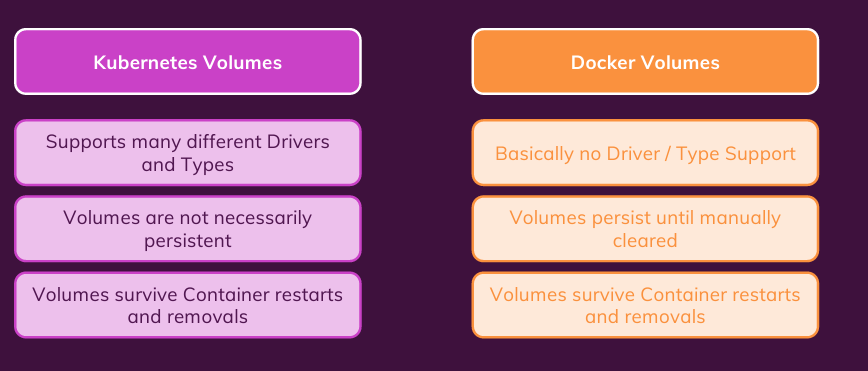 Kubernetes Volumes
Supports many different Drivers
and Types
Volumes are not necessarily
persistent
Volumes survive Container restarts
and removals
Docker Volumes
Basically no Driver / Type Support
Volumes persist until manually
cleared
Volumes survive Container restarts
and removals